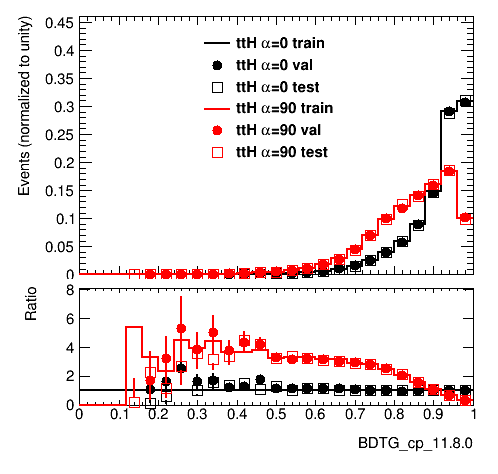 Events (normalized to unity)
0.45
0.4
0.35
0.3
0.25
0.2
0.15
0.1
0.05
0
ttH α=0 train
ttH α=0 val
ttH α=0 test
ttH α=90 train
ttH α=90 val
ttH α=90 test
Ratio
8
6
4
2
0
0 0.1 0.2 0.3 0.4 0.5 0.6 0.7 0.8 0.9 1
BDTG_cp_11.8.0